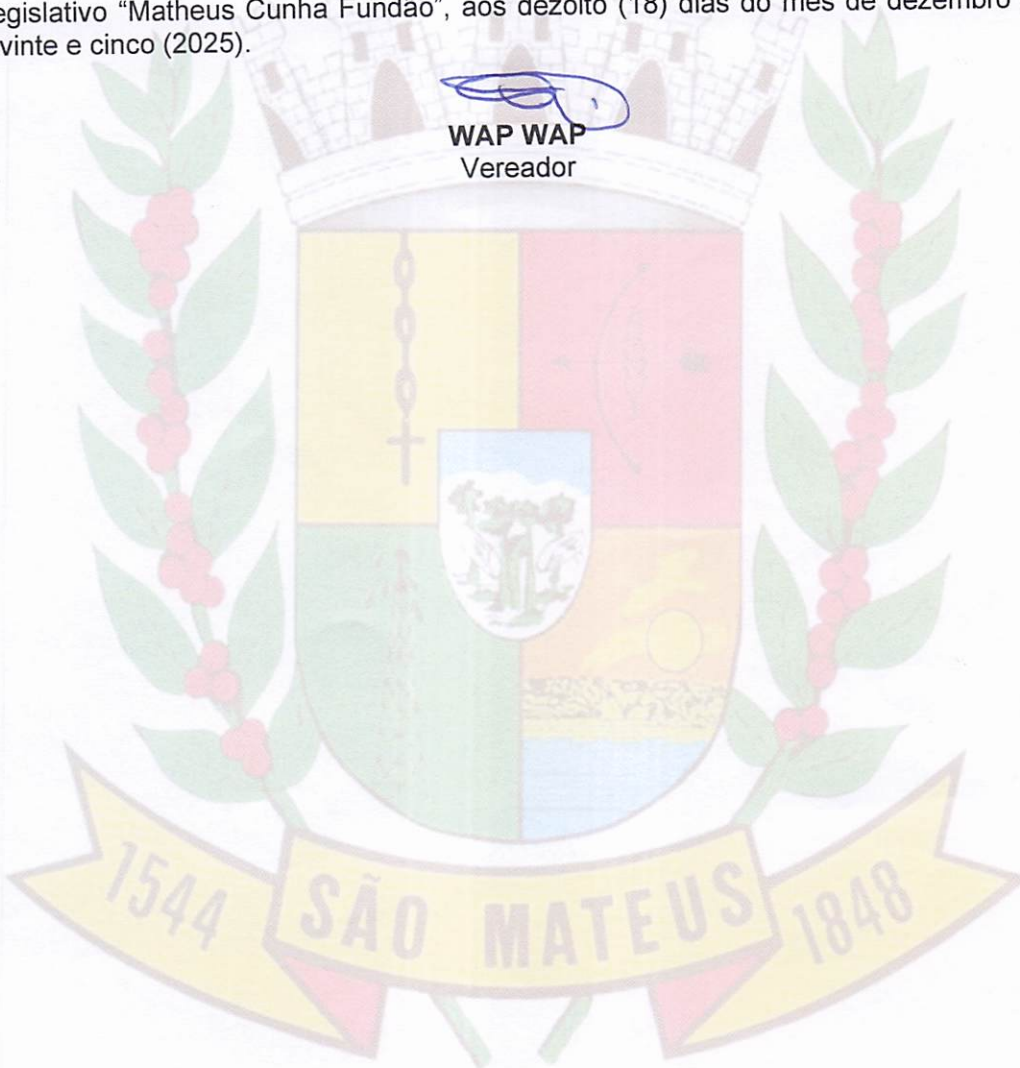 egislativo “Matheus Cunha Fundão”, aos dezoito (18) dias do mês de dezembro
vinte e cinco (2025).
WAP WAP
Vereador
1544 SÃO MATEUS 1848